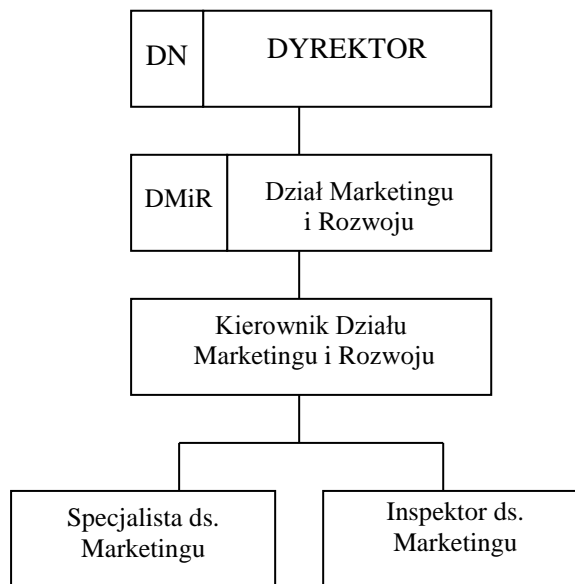 DN
DYREKTOR
DMiR
Dział Marketingu
i Rozwoju
Kierownik Działu
Marketingu i Rozwoju
Specjalista ds.
Marketingu
Inspektor ds.
Marketingu